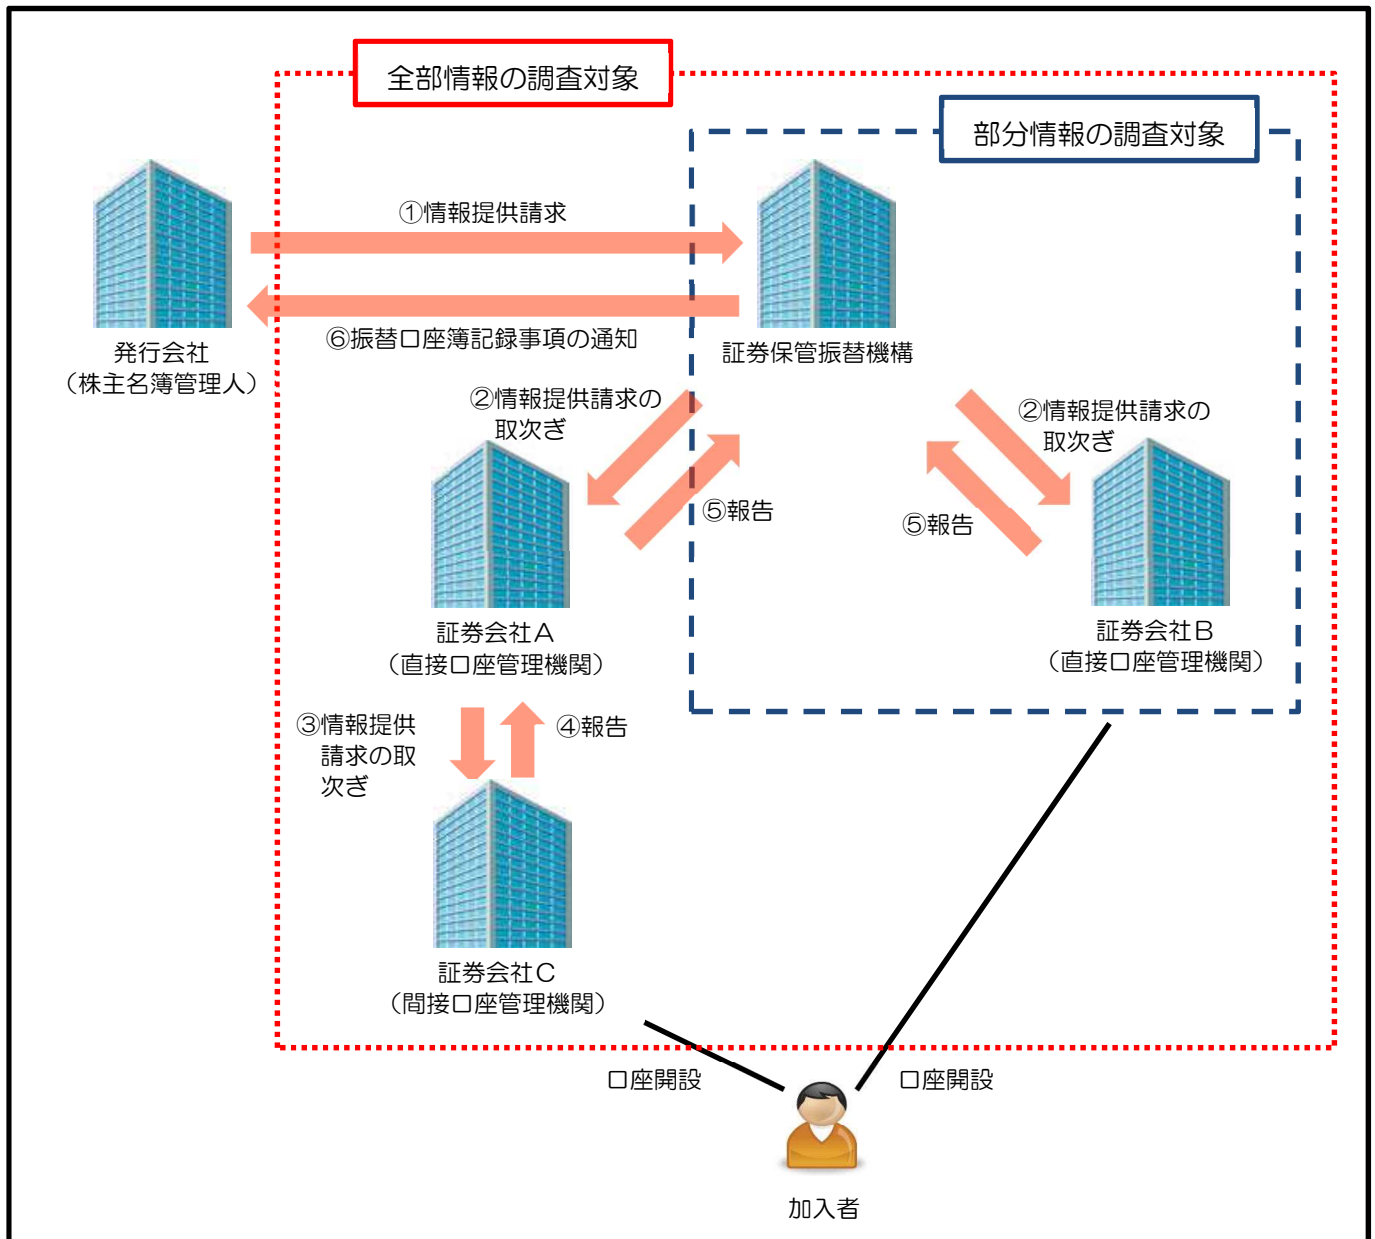 全部情報の調査対象
部分情報の調査対象
①情報提供請求
⑥振替口座簿記録事項の通知
発行会社
（株主名簿管理人）
証券保管振替機構
②情報提供請求の
取次ぎ
⑤報告
②情報提供請求の
取次ぎ
⑤報告
証券会社Ａ
（直接口座管理機関）
証券会社Ｂ
（直接口座管理機関）
③情報提供
請求の取
次ぎ
④報告
証券会社Ｃ
（間接口座管理機関）
口座開設
口座開設
加入者